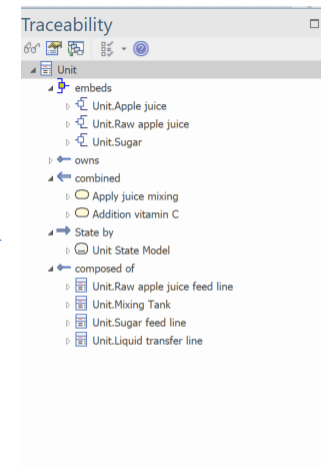 Traceability
Unit
embeds
Unit.Apple juice
Unit.Raw apple juice
Unit.Sugar
owns
combined
Apply juice mixing
Addition vitamin C
State by
Unit State Model
composed of
Unit.Raw apple juice feed line
Unit.Mixing Tank
Unit.Sugar feed line
Unit.Liquid transfer line